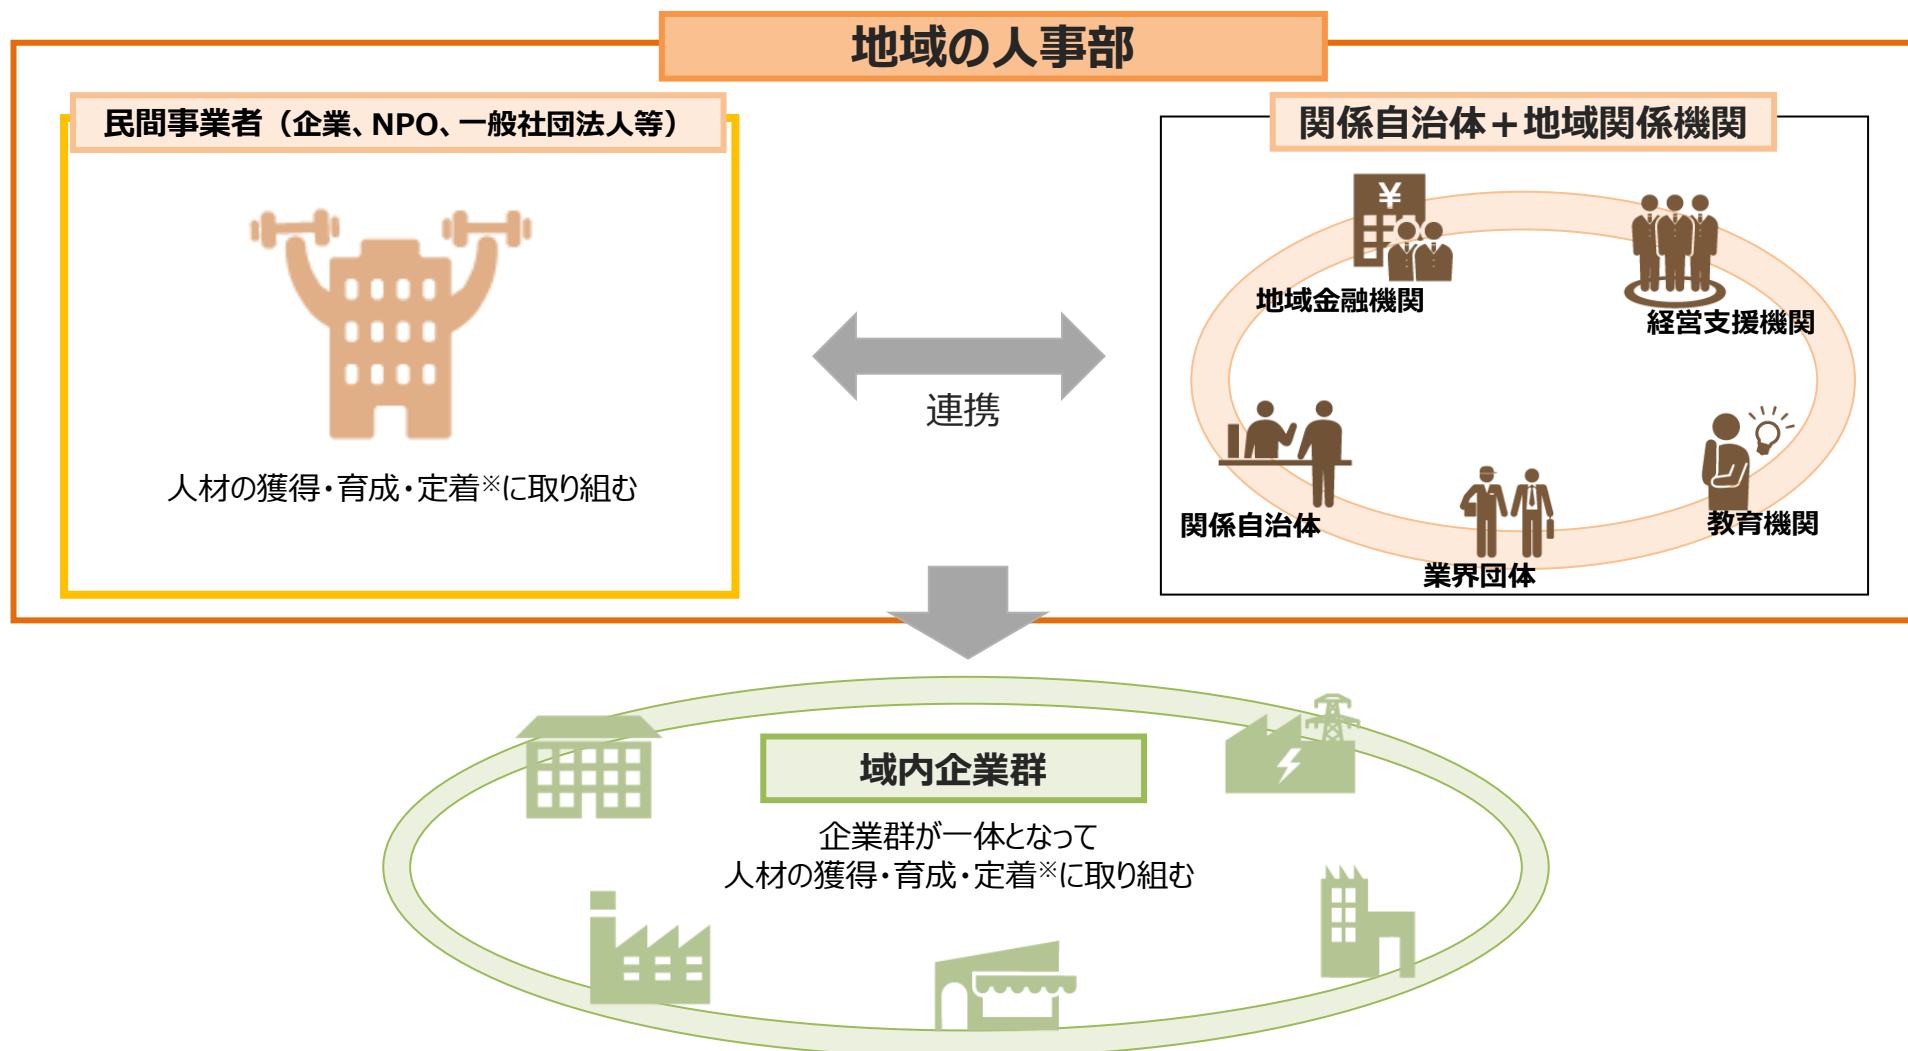 地域の人事部
民間事業者（企業、NPO、一般社団法人等）
人材の獲得・育成・定着※に取り組む
連携
関係自治体＋地域関係機関
¥
地域金融機関
経営支援機関
関係自治体
教育機関
業界団体
域内企業群
企業群が一体となって
人材の獲得・育成・定着※に取り組む